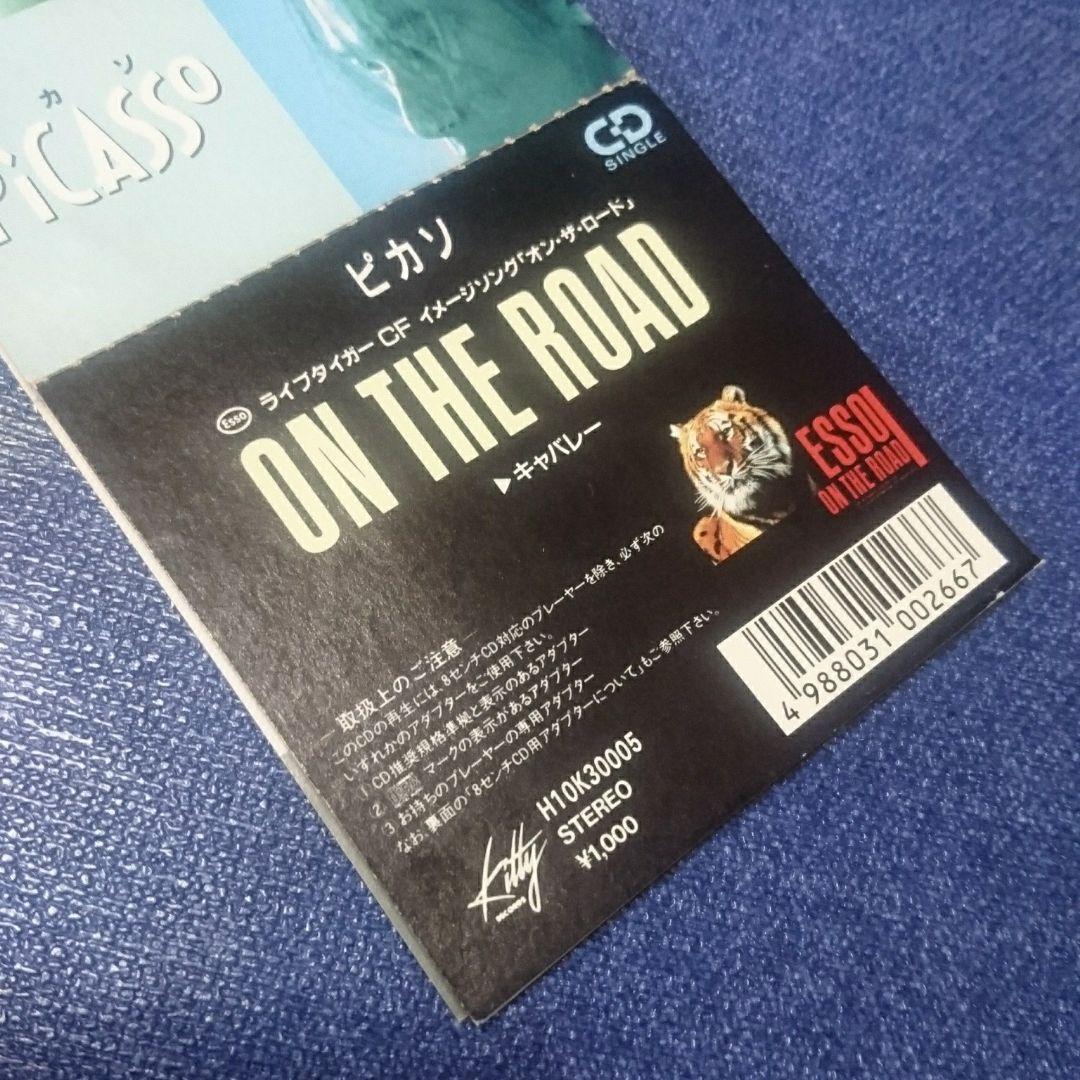 カソ
PiCASSO
CD
SINGLE
ピカソ
ESSO ライフタイガー CF イメージソング「オン・ザ・ロード」
ON THE ROAD
▶キャバレー
ESSO
ON THE ROAD
取扱上のご注意
このCDの再生には、8センチCD対応のプレーヤーを除き、必ず次の
いずれかのアダプターをご使用下さい。
① CD推奨規格準拠と表示のあるアダプター
② マークの表示があるアダプター
③ お持ちのプレーヤーの専用アダプター
なお、裏面の「8センチCD用アダプターについて」もご参照下さい。
4 988031 002667
Kitty
RECORDS
H10K30005
STEREO
¥1,000